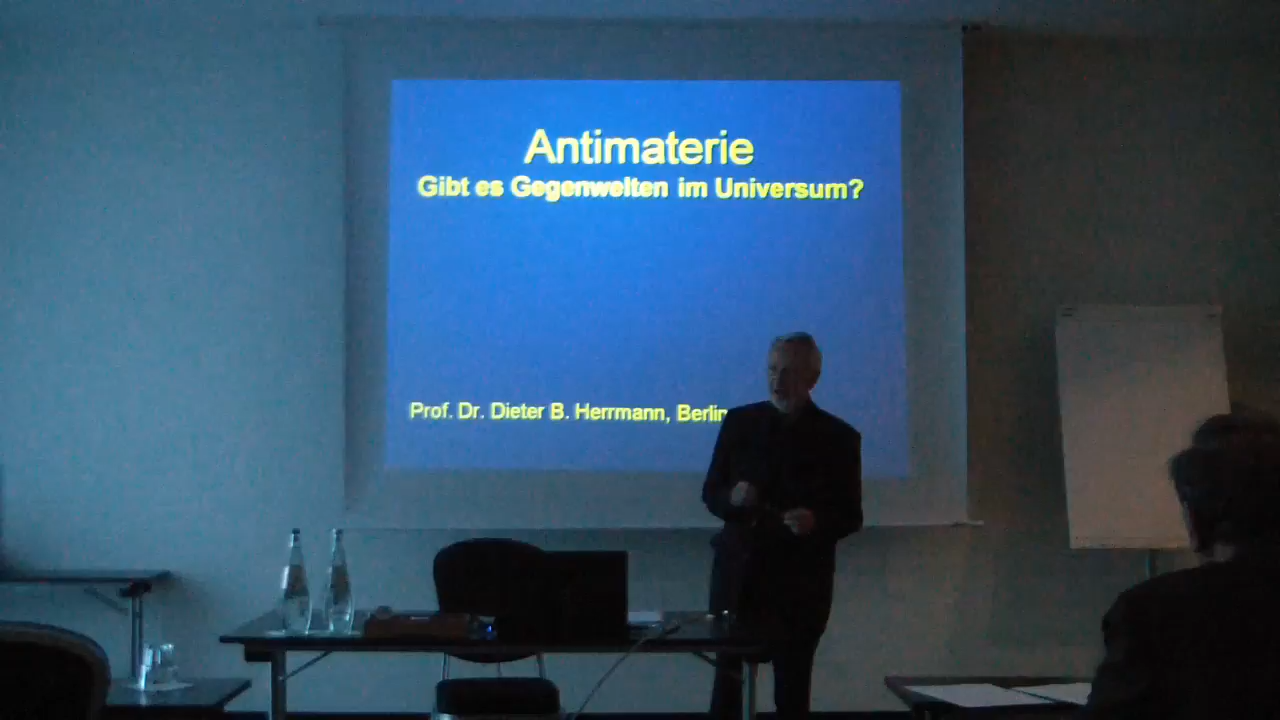 Antimaterie
Gibt es Gegenwelten im Universum?
Prof. Dr. Dieter B. Herrmann, Berlin